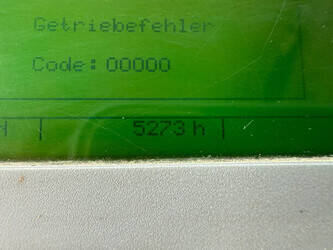 Getriebefehler
Code: 00000
N | 5273 h |